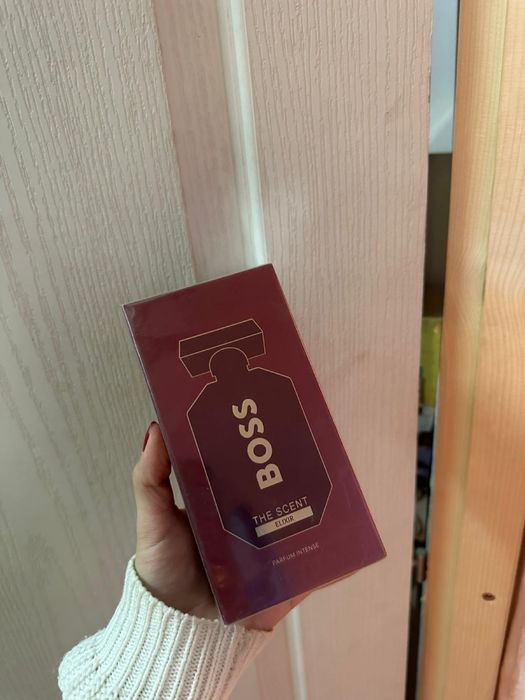 BOSS
THE SCENT
ELIXIR
PARFUM INTENSE